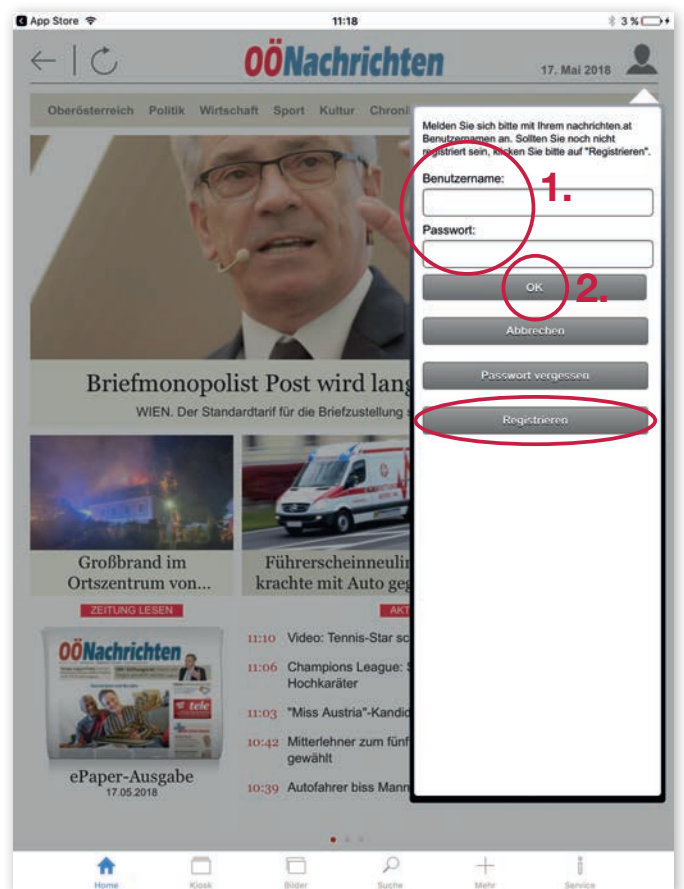 App Store
11:18
3 %
OÖNachrichten
17. Mai 2018
Oberösterreich Politik Wirtschaft Sport Kultur Chroni
Melden Sie sich bitte mit Ihrem nachrichten.at
Benutzernamen an. Sollten Sie noch nicht
registriert sein, klicken Sie bitte auf "Registrieren".
Benutzername:
1.
Passwort:
OK
2.
Abbrechen
Passwort vergessen
Registrieren
Briefmonopolist Post wird lang
WIEN. Der Standardtarif für die Briefzustellung
Großbrand im
Ortszentrum von...
Führerscheinneulin
krachte mit Auto geg
ZEITUNG LESEN
OÖNachrichten
tele
ePaper-Ausgabe
17.05.2018
AKT
11:10 Video: Tennis-Star sc
11:06 Champions League: S
Hochkaräter
11:03 "Miss Austria"-Kandid
10:42 Mitterlehner zum fünf
gewählt
10:39 Autofahrer biss Mann
Home Kiosk Bilder Suche Mehr Service